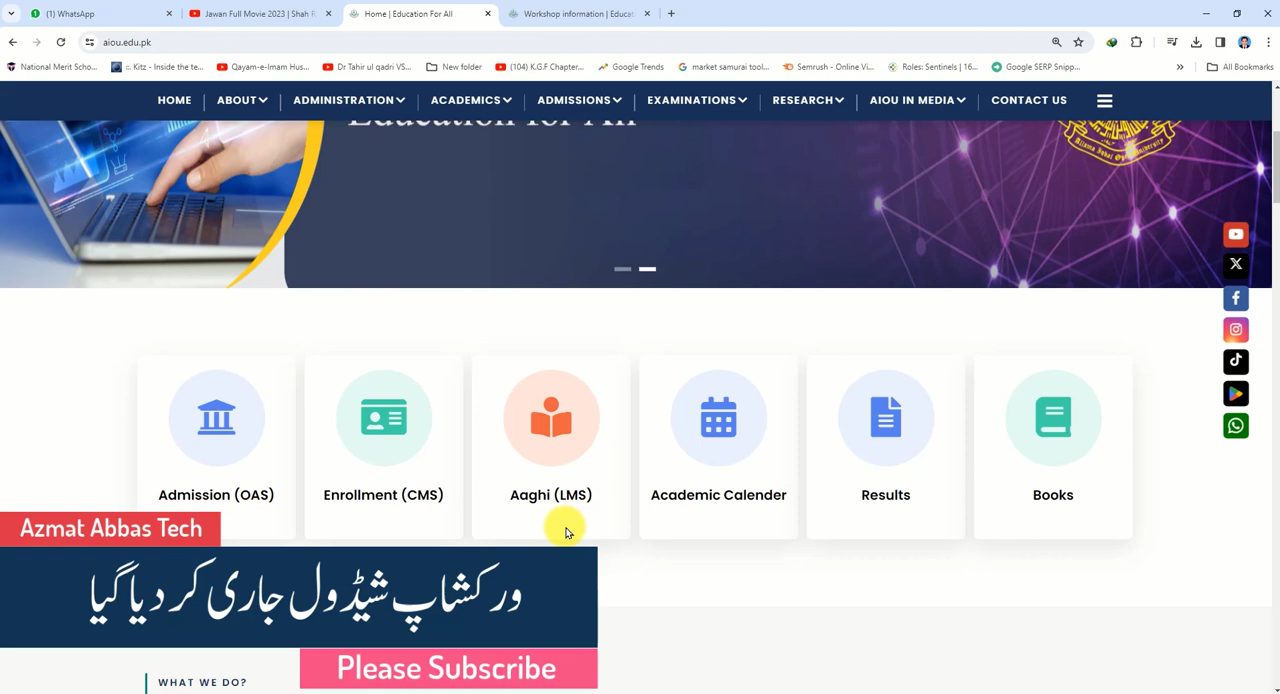 (1) WhatsApp
Jawan Full Movie 2023 | Shah R
Home | Education For All
Workshop information | Educati
aiou.edu.pk
National Merit Scho...
:. Kitz - Inside the te...
Qayam-e-Imam Hus...
Dr Tahir ul qadri VS...
New folder
(104) K.G.F Chapter...
Google Trends
market samurai tool...
Semrush - Online Vi...
Roles: Sentinels | 16...
Google SERP Snipp...
»
All Bookmarks
HOME
ABOUT
ADMINISTRATION
ACADEMICS
ADMISSIONS
EXAMINATIONS
RESEARCH
AIOU IN MEDIA
CONTACT US
Education for All
Admission (OAS)
Enrollment (CMS)
Aaghi (LMS)
Academic Calender
Results
Books
Azmat Abbas Tech
ورکشاپ شیڈول جاری کر دیا گیا
Please Subscribe
WHAT WE DO?